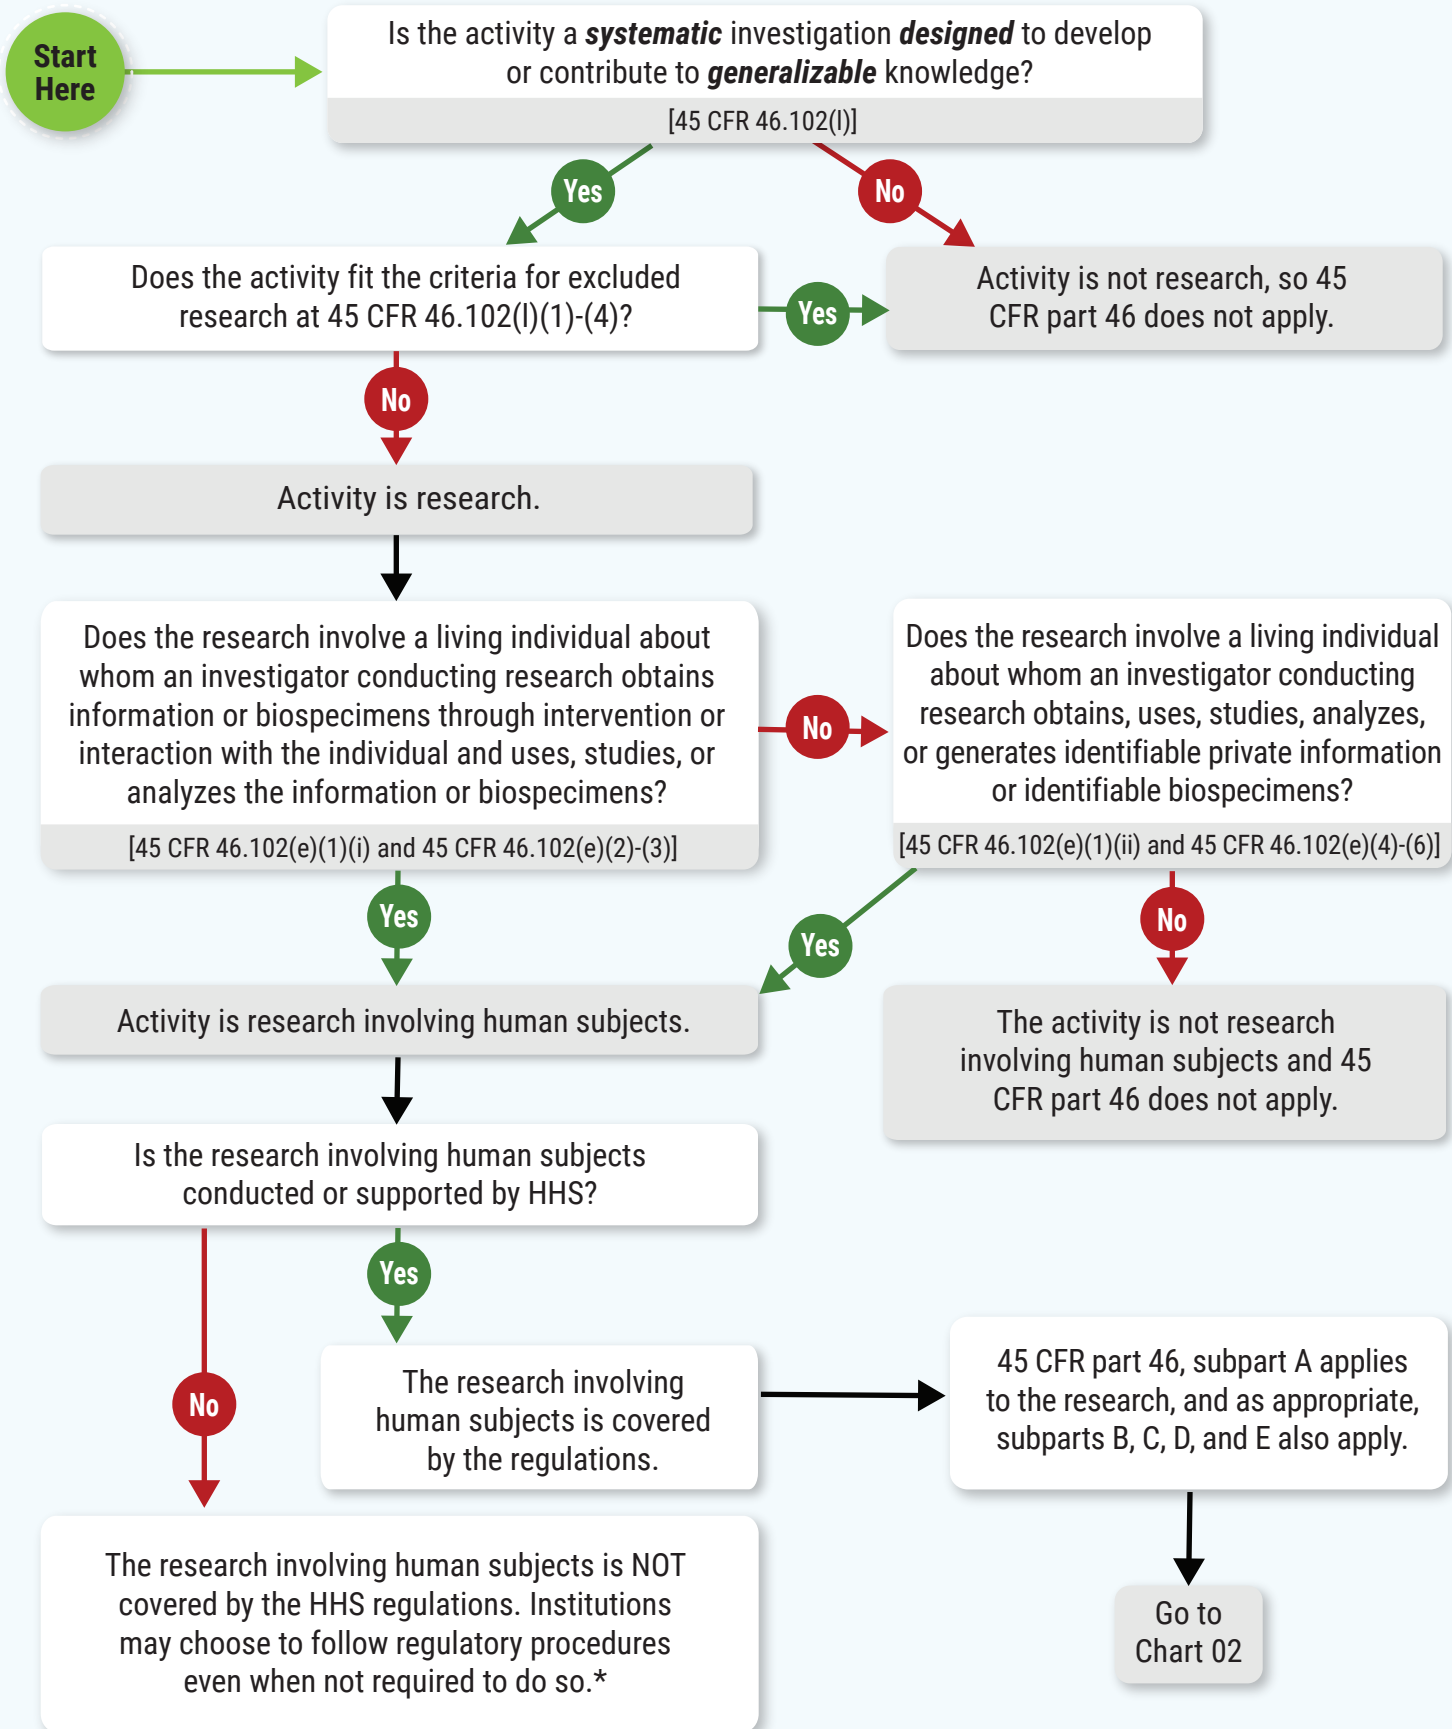 Start
Here
Is the activity a systematic investigation designed to develop
or contribute to generalizable knowledge?
[45 CFR 46.102(l)]
Yes
No
Does the activity fit the criteria for excluded
research at 45 CFR 46.102(l)(1)-(4)?
Yes
Activity is not research, so 45
CFR part 46 does not apply.
No
Activity is research.
Does the research involve a living individual about
whom an investigator conducting research obtains
information or biospecimens through intervention or
interaction with the individual and uses, studies, or
analyzes the information or biospecimens?
[45 CFR 46.102(e)(1)(i) and 45 CFR 46.102(e)(2)-(3)]
No
Does the research involve a living individual
about whom an investigator conducting
research obtains, uses, studies, analyzes,
or generates identifiable private information
or identifiable biospecimens?
[45 CFR 46.102(e)(1)(ii) and 45 CFR 46.102(e)(4)-(6)]
Yes
Yes
No
Activity is research involving human subjects.
The activity is not research
involving human subjects and 45
CFR part 46 does not apply.
Is the research involving human subjects
conducted or supported by HHS?
Yes
No
The research involving
human subjects is covered
by the regulations.
45 CFR part 46, subpart A applies
to the research, and as appropriate,
subparts B, C, D, and E also apply.
The research involving human subjects is NOT
covered by the HHS regulations. Institutions
may choose to follow regulatory procedures
even when not required to do so.*
Go to
Chart 02